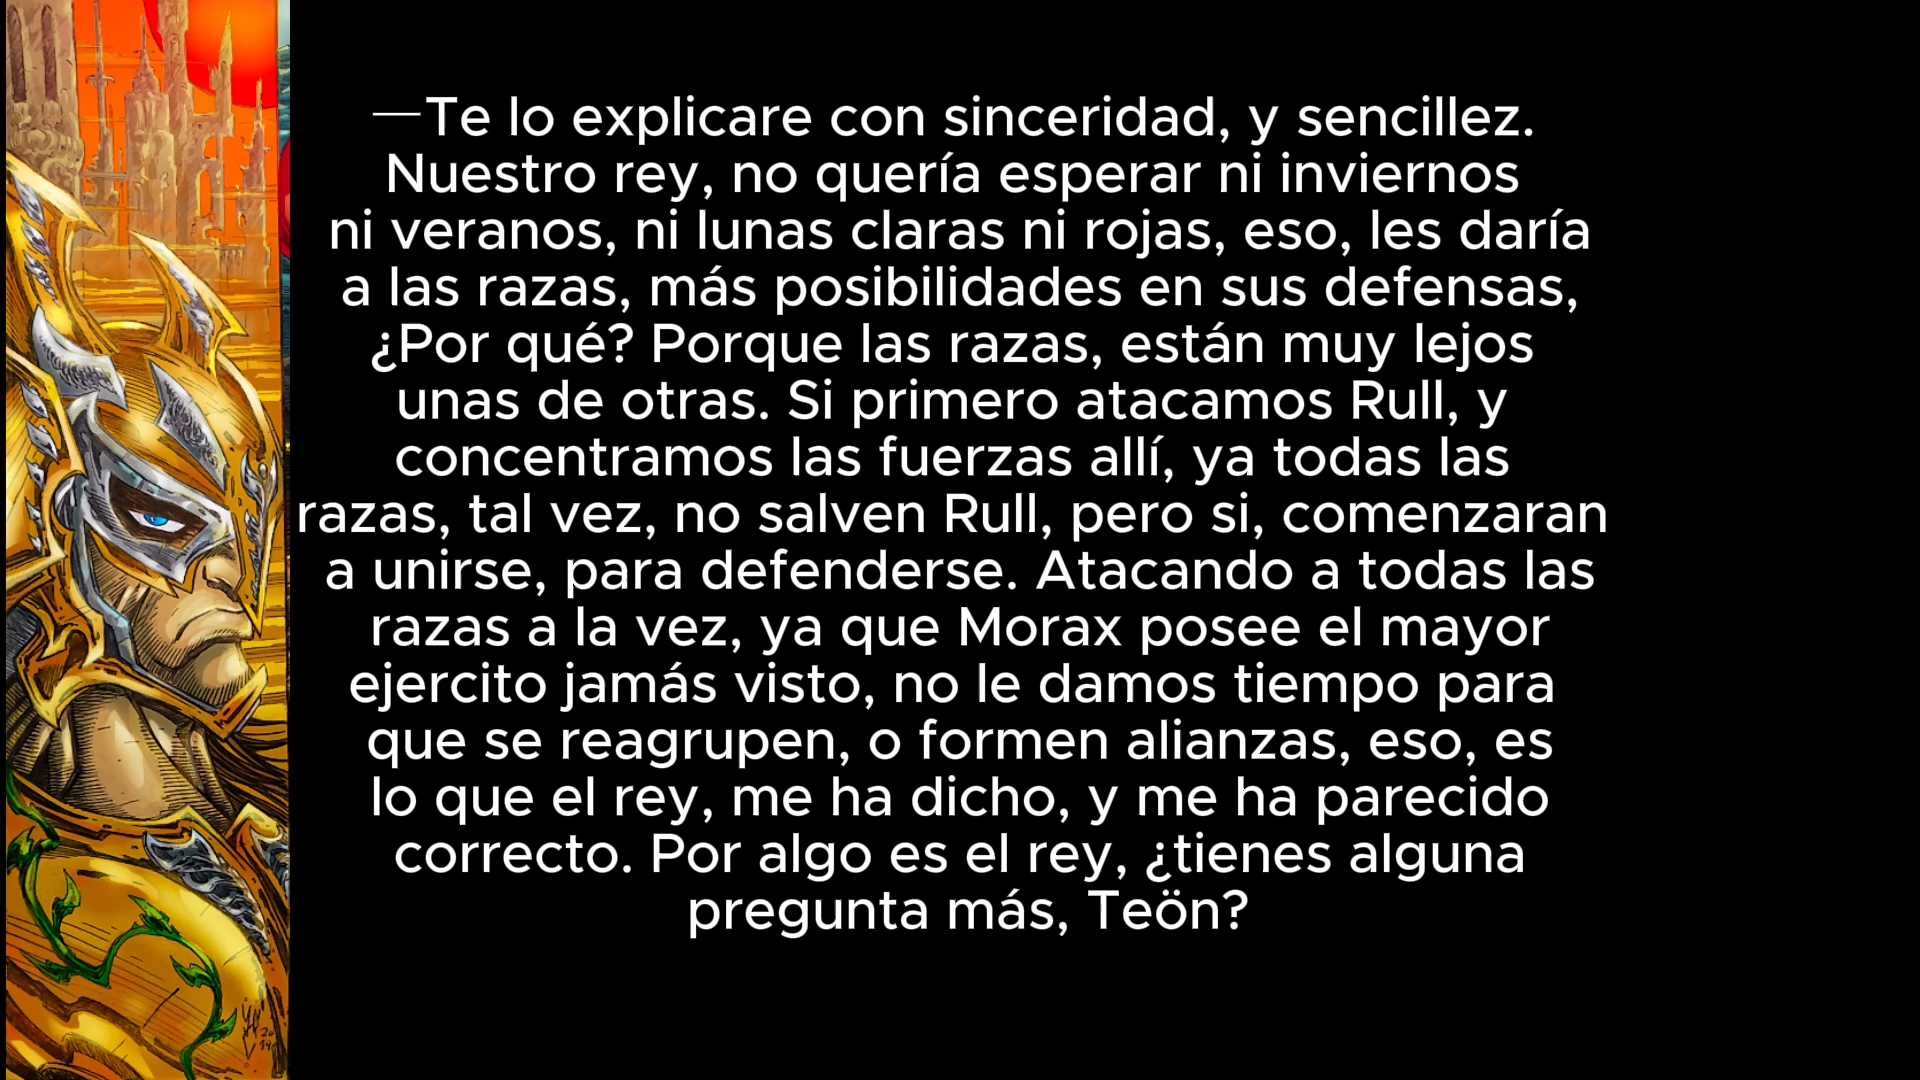 —Te lo explicare con sinceridad, y sencillez.
Nuestro rey, no quería esperar ni inviernos
ni veranos, ni lunas claras ni rojas, eso, les daría
a las razas, más posibilidades en sus defensas,
¿Por qué? Porque las razas, están muy lejos
unas de otras. Si primero atacamos Rull, y
concentramos las fuerzas allí, ya todas las
razas, tal vez, no salven Rull, pero si, comenzaran
a unirse, para defenderse. Atacando a todas las
razas a la vez, ya que Morax posee el mayor
ejercito jamás visto, no le damos tiempo para
que se reagrupen, o formen alianzas, eso, es
lo que el rey, me ha dicho, y me ha parecido
correcto. Por algo es el rey, ¿tienes alguna
pregunta más, Teön?